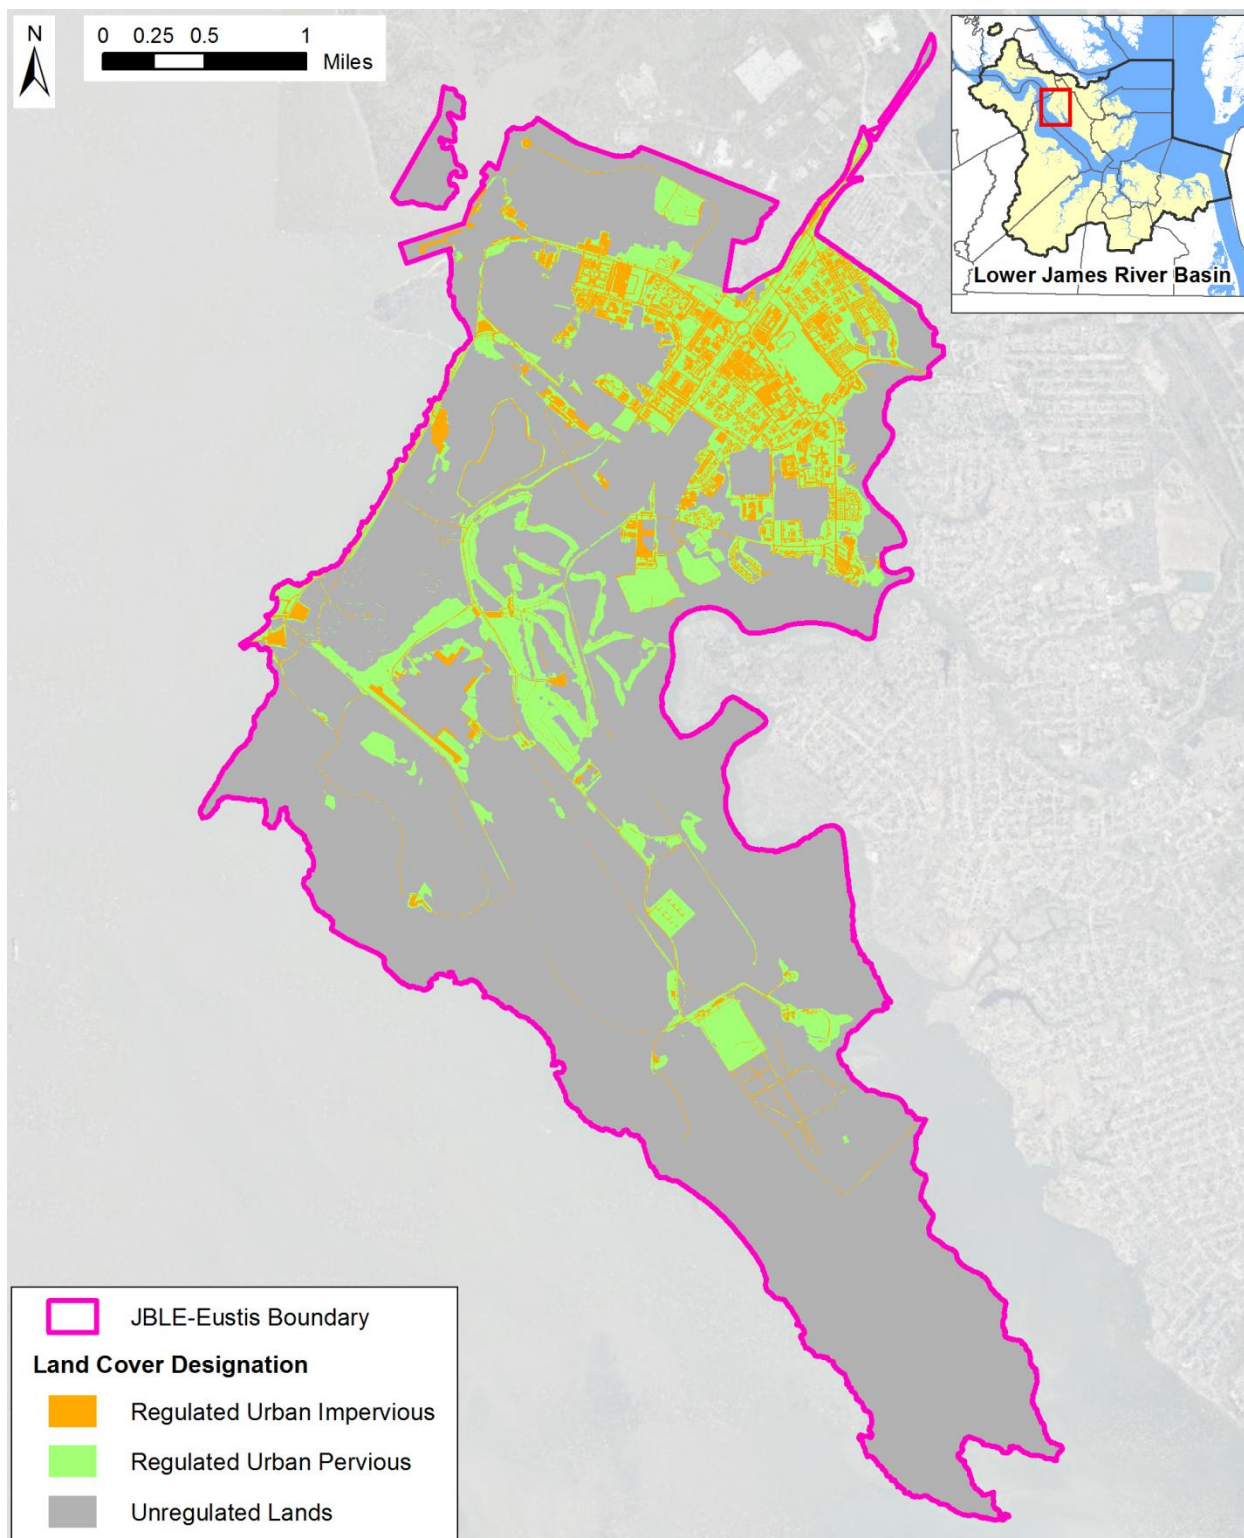 N
0 0.25 0.5 1
Miles
Lower James River Basin
JBLE-Eustis Boundary
Land Cover Designation
Regulated Urban Impervious
Regulated Urban Pervious
Unregulated Lands